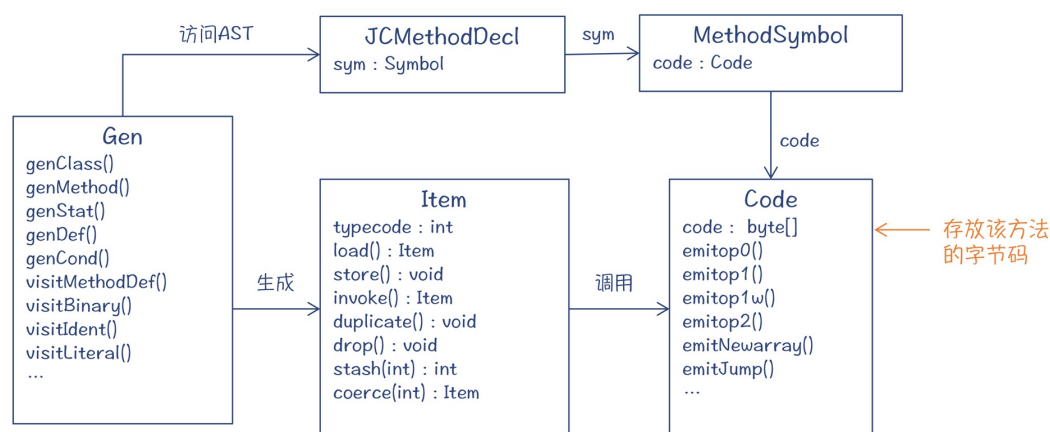 访问AST
JCMethodDecl
sym : Symbol
sym
MethodSymbol
code : Code
code
Gen
genClass()
genMethod()
genStat()
genDef()
genCond()
visitMethodDef()
visitBinary()
visitIdent()
visitLiteral()
...
生成
Item
typecode : int
load() : Item
store() : void
invoke() : Item
duplicate() : void
drop() : void
stash(int) : int
coerce(int) : Item
调用
Code
code : byte[]
emitop0()
emitop1()
emitop1w()
emitop2()
emitNewarray()
emitJump()
...
存放该方法
的字节码